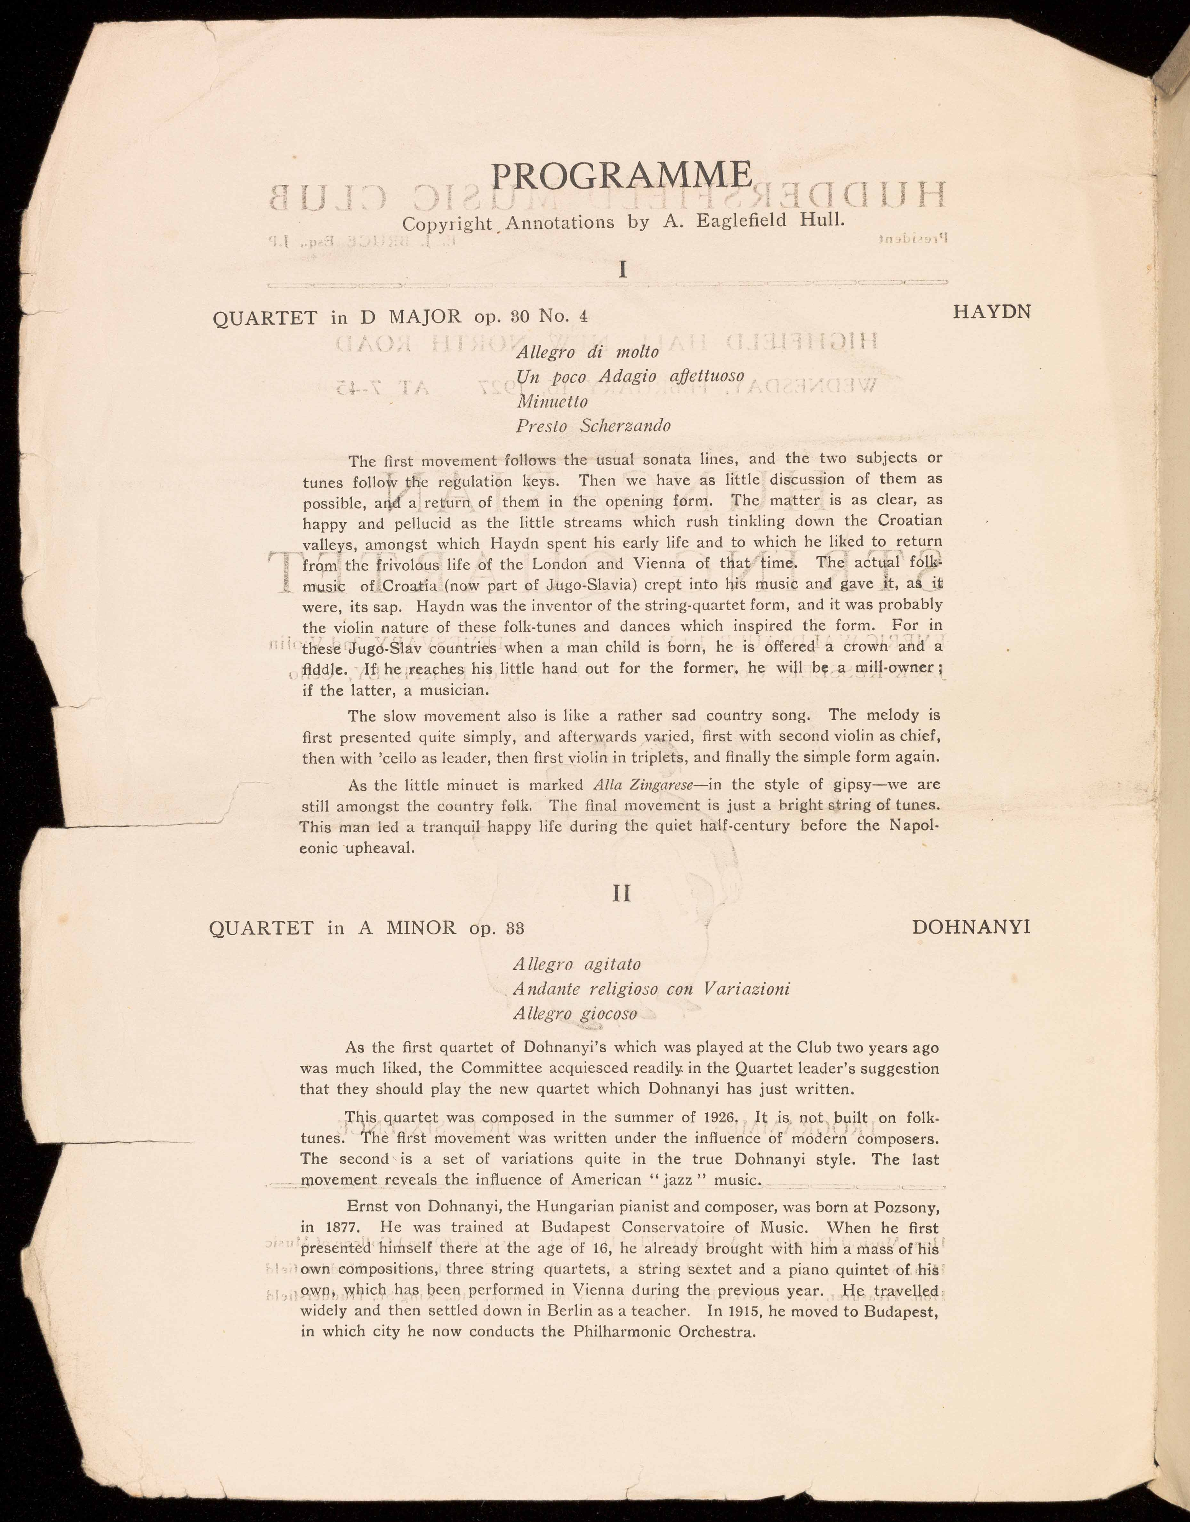 PROGRAMME
Copyright Annotations by A. Eaglefield Hull.
I
QUARTET in D MAJOR op. 30 No. 4 HAYDN
Allegro di molto
Un poco Adagio affettuoso
Minuetto
Presto Scherzando
The first movement follows the usual sonata lines, and the two subjects or
tunes follow the regulation keys. Then we have as little discussion of them as
possible, and a return of them in the opening form. The matter is as clear, as
happy and pellucid as the little streams which rush tinkling down the Croatian
valleys, amongst which Haydn spent his early life and to which he liked to return
from the frivolous life of the London and Vienna of that time. The actual folk-
music of Croatia (now part of Jugo-Slavia) crept into his music and gave it, as it
were, its sap. Haydn was the inventor of the string-quartet form, and it was probably
the violin nature of these folk-tunes and dances which inspired the form. For in
these Jugo-Slav countries when a man child is born, he is offered a crown and a
fiddle. If he reaches his little hand out for the former, he will be a mill-owner;
if the latter, a musician.
The slow movement also is like a rather sad country song. The melody is
first presented quite simply, and afterwards varied, first with second violin as chief,
then with 'cello as leader, then first violin in triplets, and finally the simple form again.
As the little minuet is marked Alla Zingarese—in the style of gipsy—we are
still amongst the country folk. The final movement is just a bright string of tunes.
This man led a tranquil happy life during the quiet half-century before the Napol-
eonic upheaval.
II
QUARTET in A MINOR op. 33 DOHNANYI
Allegro agitato
Andante religioso con Variazioni
Allegro giocoso
As the first quartet of Dohnanyi's which was played at the Club two years ago
was much liked, the Committee acquiesced readily in the Quartet leader's suggestion
that they should play the new quartet which Dohnanyi has just written.
This quartet was composed in the summer of 1926. It is not built on folk-
tunes. The first movement was written under the influence of modern composers.
The second is a set of variations quite in the true Dohnanyi style. The last
movement reveals the influence of American "jazz" music.
Ernst von Dohnanyi, the Hungarian pianist and composer, was born at Pozsony,
in 1877. He was trained at Budapest Conservatoire of Music. When he first
presented himself there at the age of 16, he already brought with him a mass of his
own compositions, three string quartets, a string sextet and a piano quintet of his
own, which has been performed in Vienna during the previous year. He travelled
widely and then settled down in Berlin as a teacher. In 1915, he moved to Budapest,
in which city he now conducts the Philharmonic Orchestra.